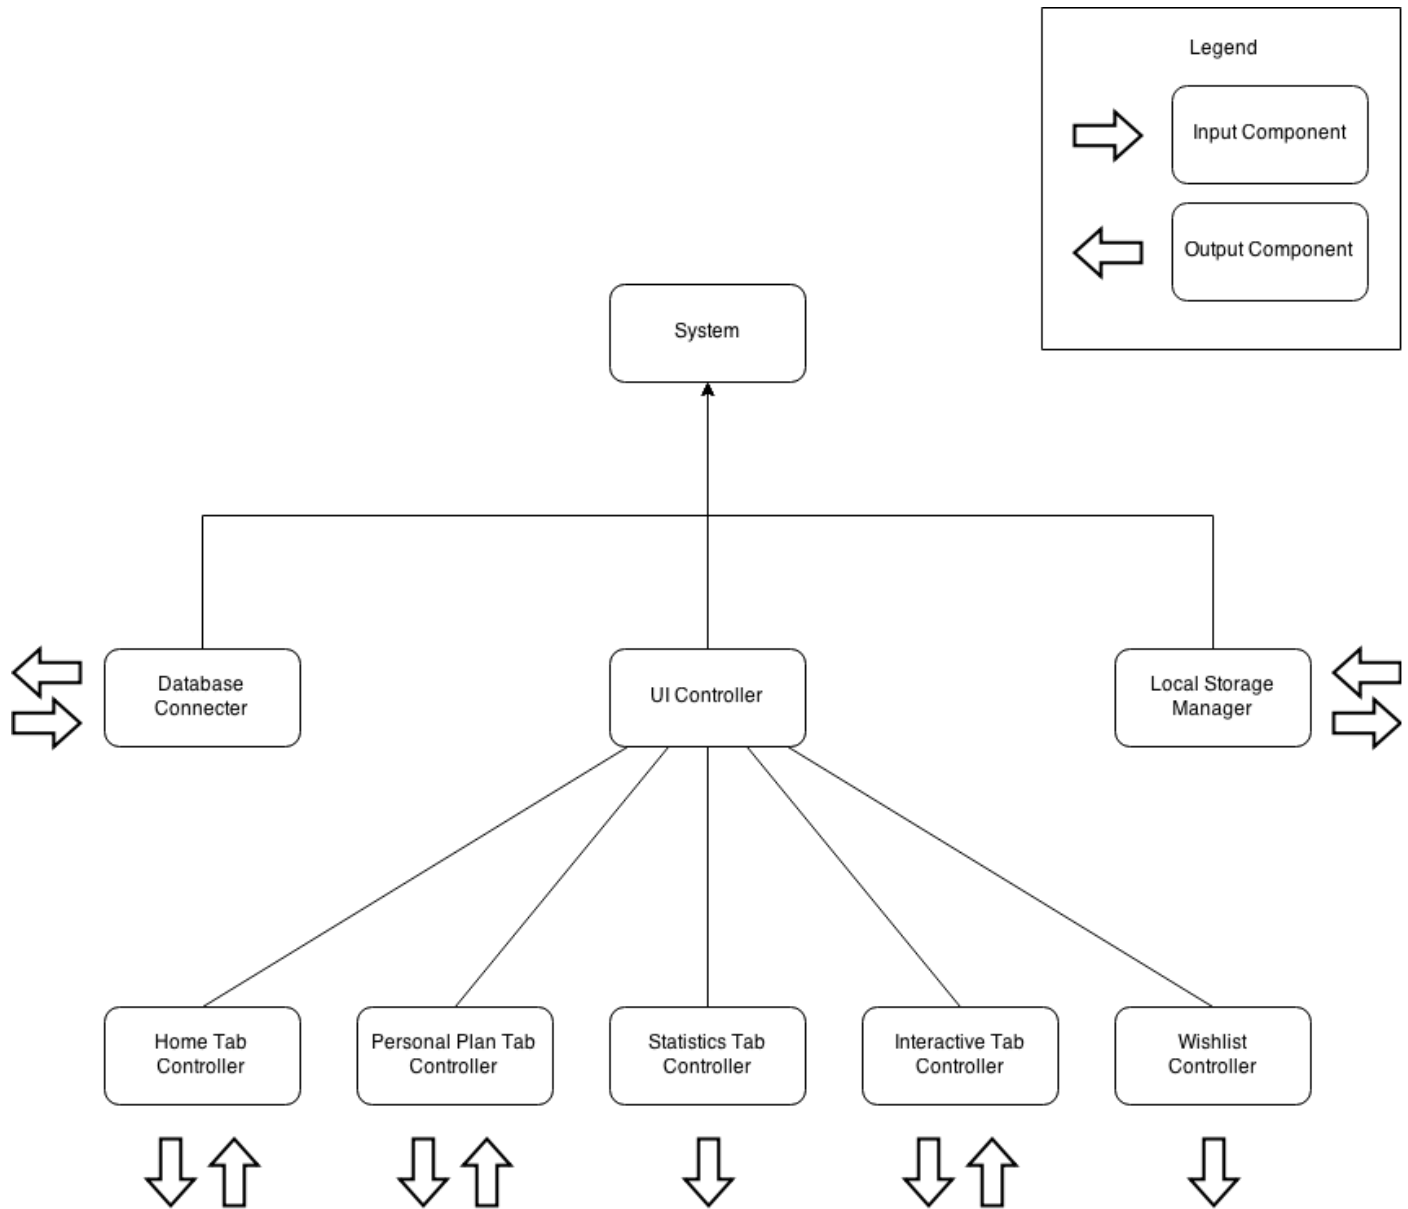 Legend
Input Component
Output Component
System
Database
Connecter
UI Controller
Local Storage
Manager
Home Tab
Controller
Personal Plan Tab
Controller
Statistics Tab
Controller
Interactive Tab
Controller
Wishlist
Controller